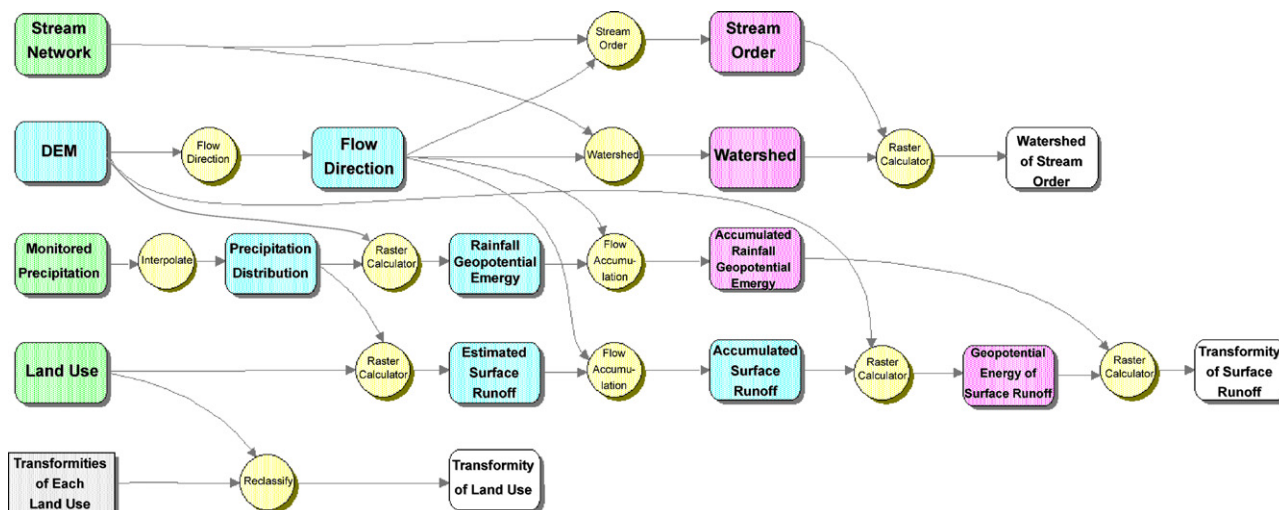 Stream
Network
Stream
Order
Stream
Order
DEM
Flow
Direction
Flow
Direction
Watershed
Watershed
Raster
Calculator
Watershed
of Stream
Order
Monitored
Precipitation
Interpolate
Precipitation
Distribution
Raster
Calculator
Rainfall
Geopotential
Emergy
Flow
Accumu-
lation
Accumulated
Rainfall
Geopotential
Emergy
Land Use
Raster
Calculator
Estimated
Surface
Runoff
Flow
Accumu-
lation
Accumulated
Surface
Runoff
Raster
Calculator
Geopotential
Energy of
Surface Runoff
Raster
Calculator
Transformity
of Surface
Runoff
Transformities
of Each
Land Use
Reclassify
Transformity
of Land Use